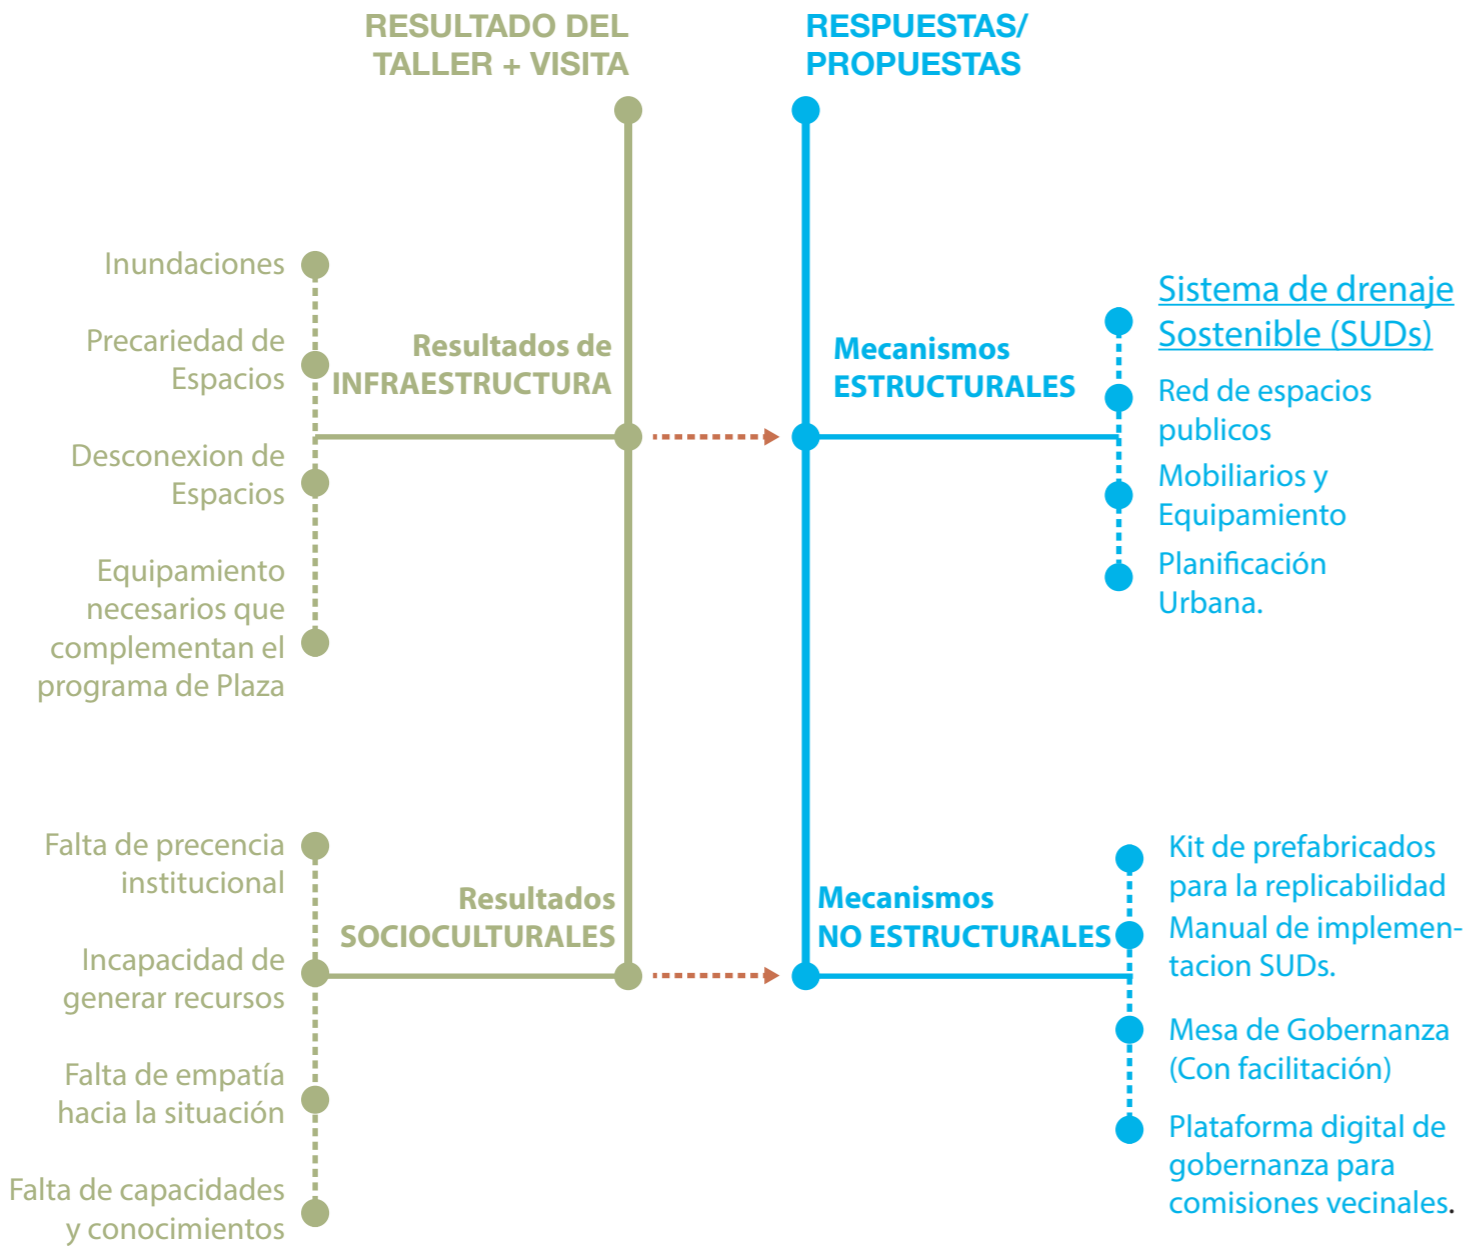 RESULTADO DEL
TALLER + VISITA
Inundaciones
Precariedad de
Espacios
Desconexion de
Espacios
Equipamiento
necesarios que
complementan el
programa de Plaza
Resultados de
INFRAESTRUCTURA
Falta de precencia
institucional
Incapacidad de
generar recursos
Falta de empatía
hacia la situación
Falta de capacidades
y conocimientos
Resultados
SOCIOCULTURALES
RESPUESTAS/
PROPUESTAS
Mecanismos
ESTRUCTURALES
Sistema de drenaje
Sostenible (SUDs)
Red de espacios
publicos
Mobiliarios y
Equipamiento
Planificación
Urbana.
Mecanismos
NO ESTRUCTURALES
Kit de prefabricados
para la replicabilidad
Manual de implemen-
tacion SUDs.
Mesa de Gobernanza
(Con facilitación)
Plataforma digital de
gobernanza para
comisiones vecinales.